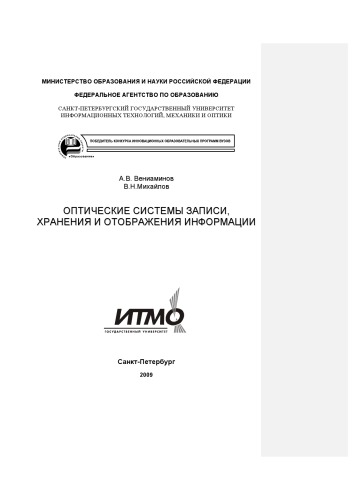 МИНИСТЕРСТВО ОБРАЗОВАНИЯ И НАУКИ РОССИЙСКОЙ ФЕДЕРАЦИИ
ФЕДЕРАЛЬНОЕ АГЕНТСТВО ПО ОБРАЗОВАНИЮ
САНКТ-ПЕТЕРБУРГСКИЙ ГОСУДАРСТВЕННЫЙ УНИВЕРСИТЕТ
ИНФОРМАЦИОННЫХ ТЕХНОЛОГИЙ, МЕХАНИКИ И ОПТИКИ
ПОБЕДИТЕЛЬ КОНКУРСА ИННОВАЦИОННЫХ ОБРАЗОВАТЕЛЬНЫХ ПРОГРАММ ВУЗОВ
«Образование»
А.В. Вениаминов
В.Н.Михайлов
ОПТИЧЕСКИЕ СИСТЕМЫ ЗАПИСИ,
ХРАНЕНИЯ И ОТОБРАЖЕНИЯ ИНФОРМАЦИИ
ИТМО
ГОСУДАРСТВЕННЫЙ УНИВЕРСИТЕТ
Санкт-Петербург
2009